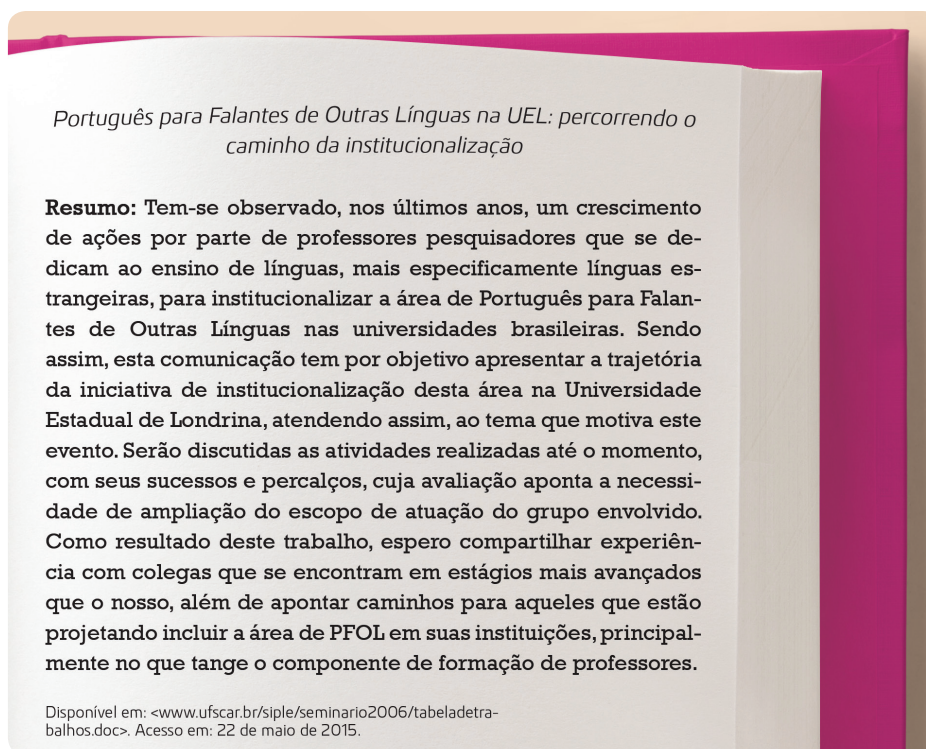 Português para Falantes de Outras Línguas na UEL: percorrendo o
caminho da institucionalização
Resumo: Tem-se observado, nos últimos anos, um crescimento
de ações por parte de professores pesquisadores que se de-
dicam ao ensino de línguas, mais especificamente línguas es-
trangeiras, para institucionalizar a área de Português para Falan-
tes de Outras Línguas nas universidades brasileiras. Sendo
assim, esta comunicação tem por objetivo apresentar a trajetória
da iniciativa de institucionalização desta área na Universidade
Estadual de Londrina, atendendo assim, ao tema que motiva este
evento. Serão discutidas as atividades realizadas até o momento,
com seus sucessos e percalços, cuja avaliação aponta a necessi-
dade de ampliação do escopo de atuação do grupo envolvido.
Como resultado deste trabalho, espero compartilhar experiên-
cia com colegas que se encontram em estágios mais avançados
que o nosso, além de apontar caminhos para aqueles que estão
projetando incluir a área de PFOL em suas instituições, principal-
mente no que tange o componente de formação de professores.
Disponível em: <www.ufscar.br/siple/seminario2006/tabeladetra-
balhos.doc>. Acesso em: 22 de maio de 2015.